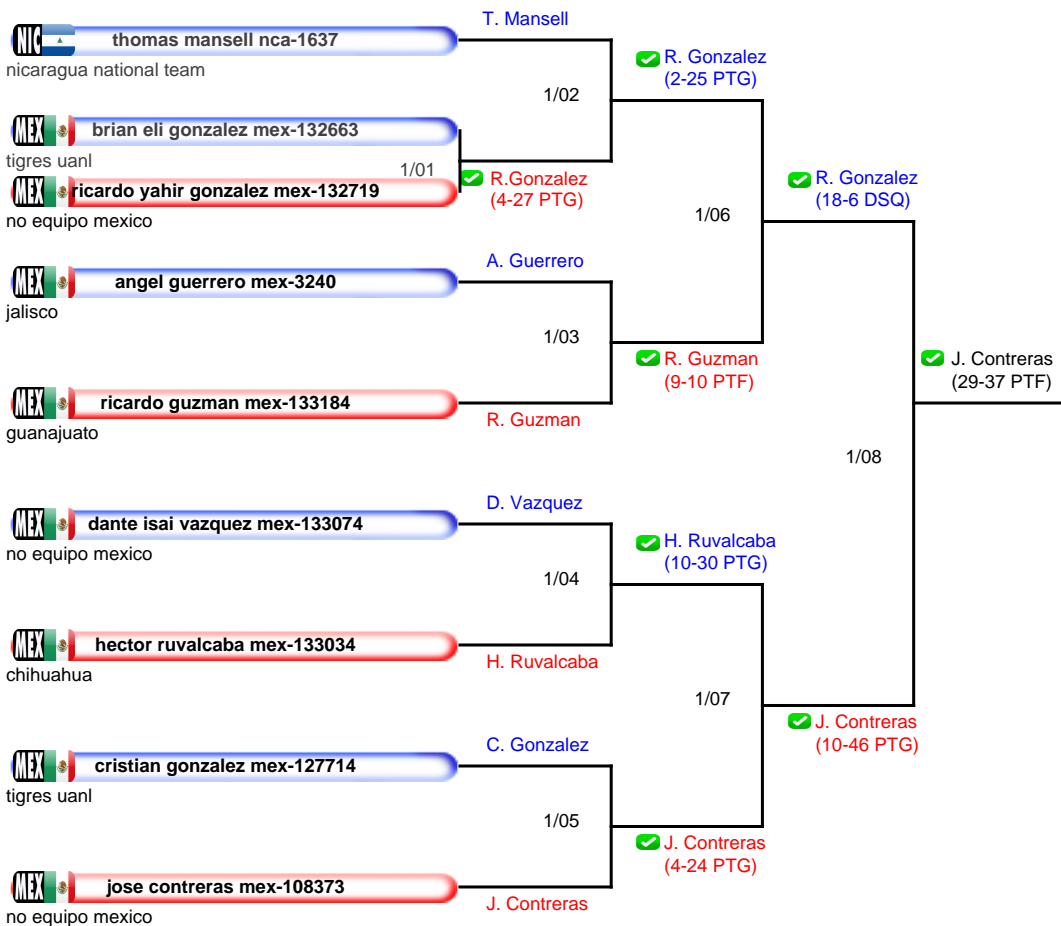 T. Mansell
NIC thomas mansell nca-1637
nicaragua national team
R. Gonzalez
(2-25 PTG)
1/02
MEX brian eli gonzalez mex-132663
tigres uanl
1/01
MEX ricardo yahir gonzalez mex-132719
no equipo mexico
R.Gonzalez
(4-27 PTG)
R. Gonzalez
(18-6 DSQ)
1/06
A. Guerrero
MEX angel guerrero mex-3240
jalisco
1/03
R. Guzman
(9-10 PTF)
J. Contreras
(29-37 PTF)
MEX ricardo guzman mex-133184
guanajuato
R. Guzman
1/08
D. Vazquez
MEX dante isai vazquez mex-133074
no equipo mexico
H. Ruvalcaba
(10-30 PTG)
1/04
MEX hector ruvalcaba mex-133034
chihuahua
H. Ruvalcaba
1/07
J. Contreras
(10-46 PTG)
C. Gonzalez
MEX cristian gonzalez mex-127714
tigres uanl
1/05
J. Contreras
(4-24 PTG)
MEX jose contreras mex-108373
no equipo mexico
J. Contreras